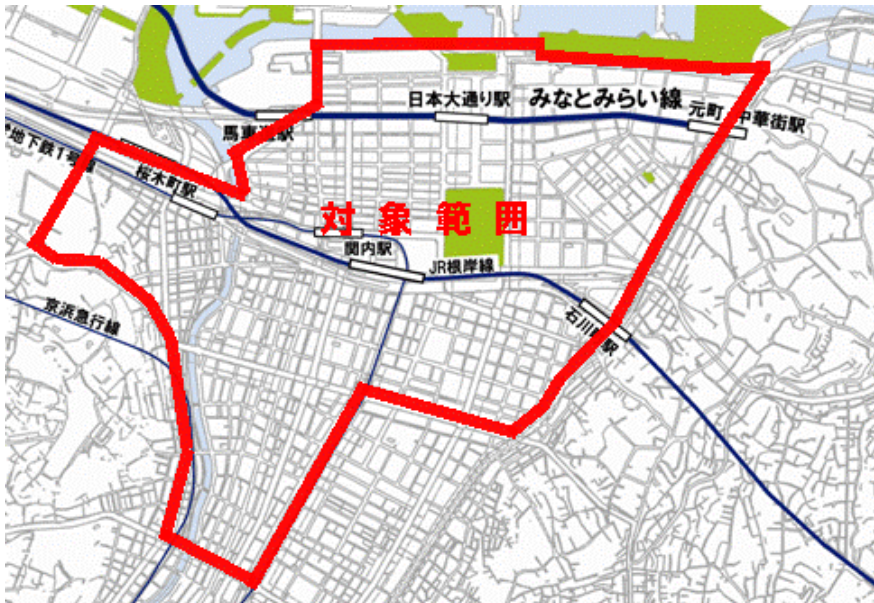 日本大通り駅
みなとみらい線
元町・中華街駅
馬車道駅
地下鉄1号線
桜木町駅
対象範囲
関内駅
JR根岸線
京浜急行線
石川町駅